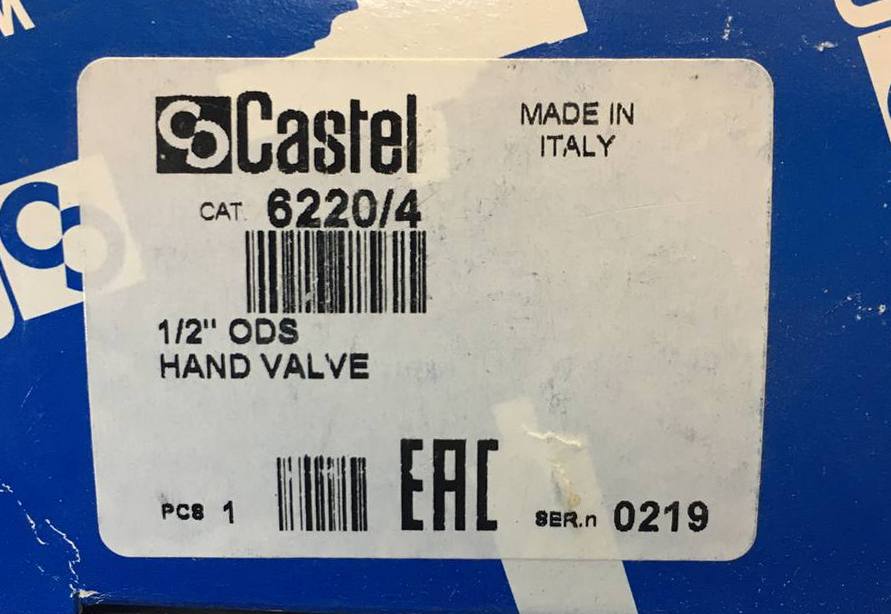 Castel
MADE IN
ITALY
CAT. 6220/4
1/2" ODS
HAND VALVE
PCS 1
EAC
SER.n 0219